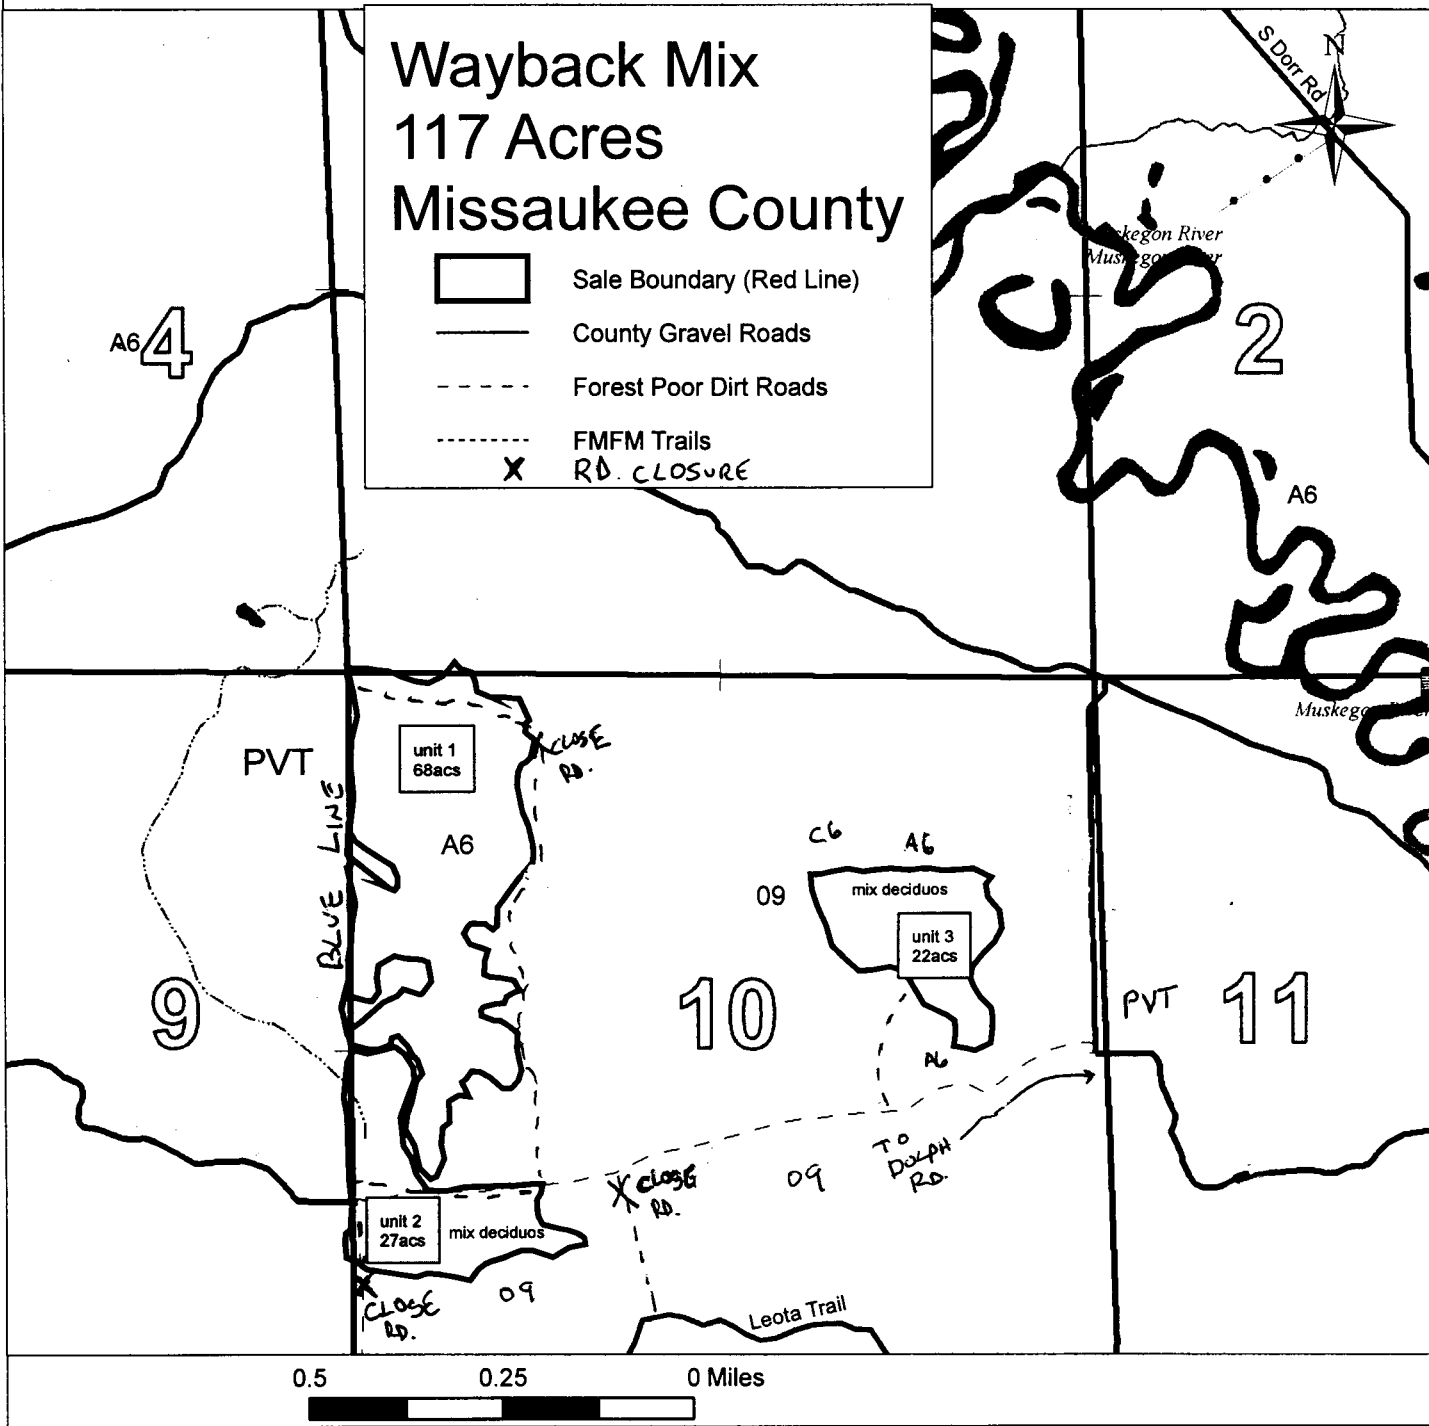 Wayback Mix
117 Acres
Missaukee County
Sale Boundary (Red Line)
County Gravel Roads
Forest Poor Dirt Roads
FMFM Trails
X RD. CLOSURE
S Dorr Rd
N
Muskegon River
A6
4
2
A6
PVT
unit 1
68acs
CLOSE
RD.
BLUE LINE
A6
C6
A6
09
mix deciduos
unit 3
22acs
9
10
PVT
11
A6
TO
DOLPH
RD.
CLOSE
RD.
09
unit 2
27acs
mix deciduos
09
CLOSE
RD.
Leota Trail
0.5
0.25
0 Miles